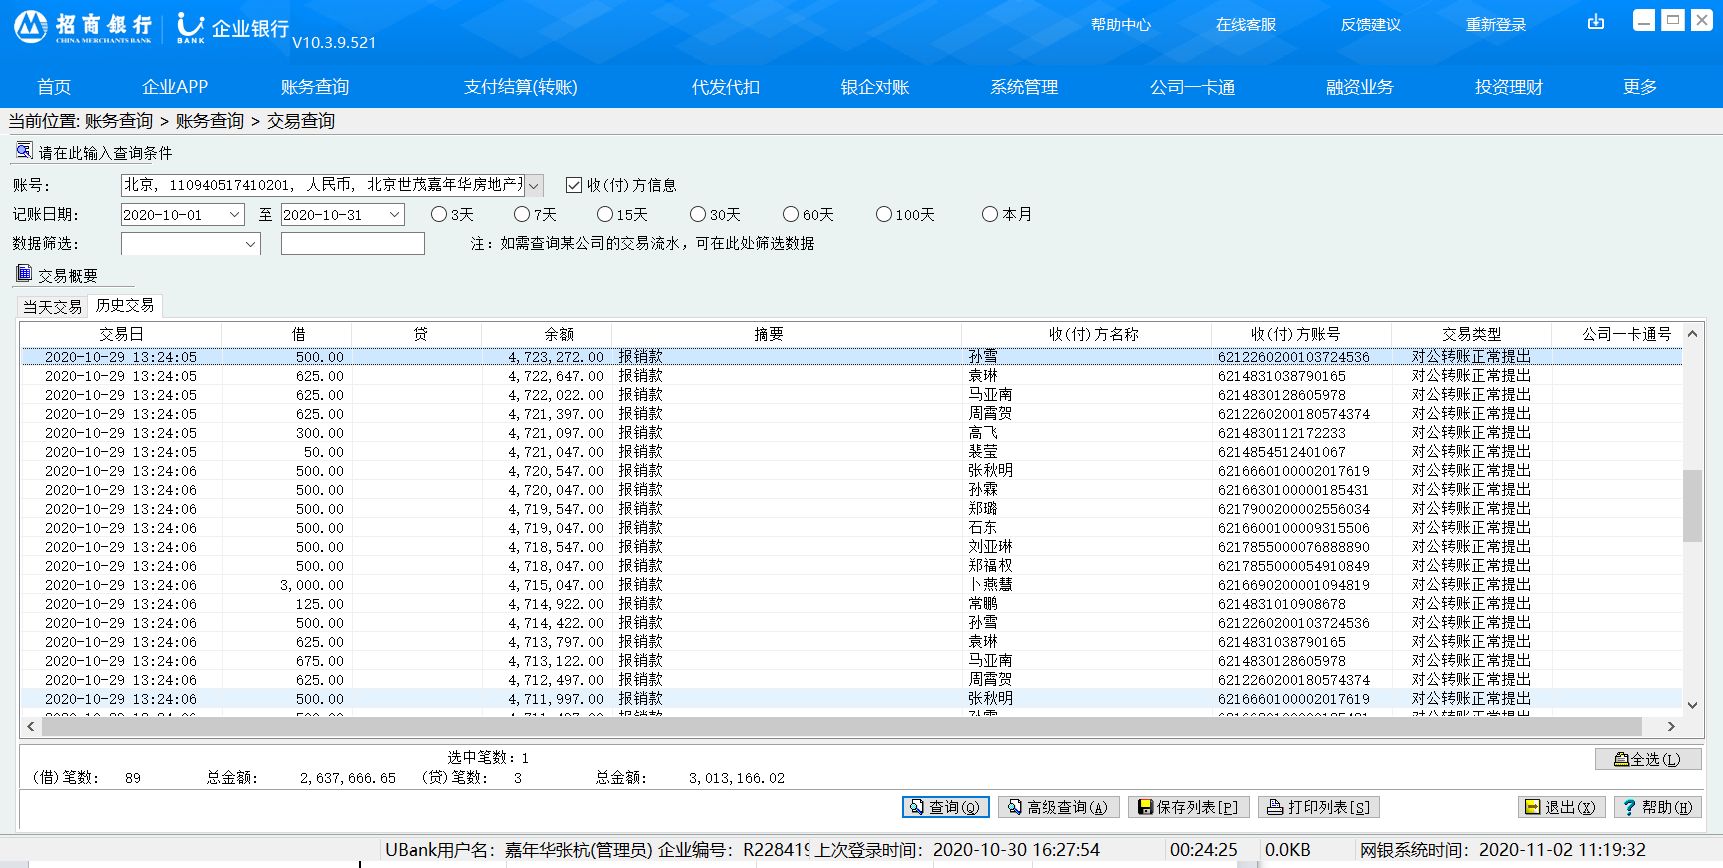 招商银行 CHINA MERCHANTS BANK U BANK 企业银行 V10.3.9.521 帮助中心 在线客服 反馈建议 重新登录
首页 企业APP 账务查询 支付结算(转账) 代发代扣 银企对账 系统管理 公司一卡通 融资业务 投资理财 更多
当前位置: 账务查询 > 账务查询 > 交易查询
请在此输入查询条件
账号: 北京, 110940517410201, 人民币, 北京世茂嘉年华房地产 收(付)方信息
记账日期: 2020-10-01 至 2020-10-31 3天 7天 15天 30天 60天 100天 本月
数据筛选: 注:如需查询某公司的交易流水,可在此处筛选数据
交易概要
当天交易 历史交易
交易日 借 贷 余额 摘要 收(付)方名称 收(付)方账号 交易类型 公司一卡通号
2020-10-29 13:24:05 500.00 4,723,272.00 报销款 孙雪 6212260200103724536 对公转账正常提出
2020-10-29 13:24:05 625.00 4,722,647.00 报销款 袁琳 6214831038790165 对公转账正常提出
2020-10-29 13:24:05 625.00 4,722,022.00 报销款 马亚南 6214830128605978 对公转账正常提出
2020-10-29 13:24:05 625.00 4,721,397.00 报销款 周霄贺 6212260200180574374 对公转账正常提出
2020-10-29 13:24:05 300.00 4,721,097.00 报销款 高飞 6214830112172233 对公转账正常提出
2020-10-29 13:24:05 50.00 4,721,047.00 报销款 裴莹 6214854512401067 对公转账正常提出
2020-10-29 13:24:06 500.00 4,720,547.00 报销款 张秋明 6216660100002017619 对公转账正常提出
2020-10-29 13:24:06 500.00 4,720,047.00 报销款 孙霖 6216630100000185431 对公转账正常提出
2020-10-29 13:24:06 500.00 4,719,547.00 报销款 郑璐 6217900200002556034 对公转账正常提出
2020-10-29 13:24:06 500.00 4,719,047.00 报销款 石东 6216600100009315506 对公转账正常提出
2020-10-29 13:24:06 500.00 4,718,547.00 报销款 刘亚琳 6217855000076888890 对公转账正常提出
2020-10-29 13:24:06 500.00 4,718,047.00 报销款 郑福权 6217855000054910849 对公转账正常提出
2020-10-29 13:24:06 3,000.00 4,715,047.00 报销款 卜燕慧 6216690200001094819 对公转账正常提出
2020-10-29 13:24:06 125.00 4,714,922.00 报销款 常鹏 6214831010908678 对公转账正常提出
2020-10-29 13:24:06 500.00 4,714,422.00 报销款 孙雪 6212260200103724536 对公转账正常提出
2020-10-29 13:24:06 625.00 4,713,797.00 报销款 袁琳 6214831038790165 对公转账正常提出
2020-10-29 13:24:06 675.00 4,713,122.00 报销款 马亚南 6214830128605978 对公转账正常提出
2020-10-29 13:24:06 625.00 4,712,497.00 报销款 周霄贺 6212260200180574374 对公转账正常提出
2020-10-29 13:24:06 500.00 4,711,997.00 报销款 张秋明 6216660100002017619 对公转账正常提出
选中笔数:1 全选(L)
(借)笔数: 89 总金额: 2,637,666.65 (贷)笔数: 3 总金额: 3,013,166.02
查询(Q) 高级查询(A) 保存列表[P] 打印列表[S] 退出(X) 帮助(H)
UBank用户名: 嘉年华张杭(管理员) 企业编号: R228419 上次登录时间: 2020-10-30 16:27:54 00:24:25 0.0KB 网银系统时间: 2020-11-02 11:19:32